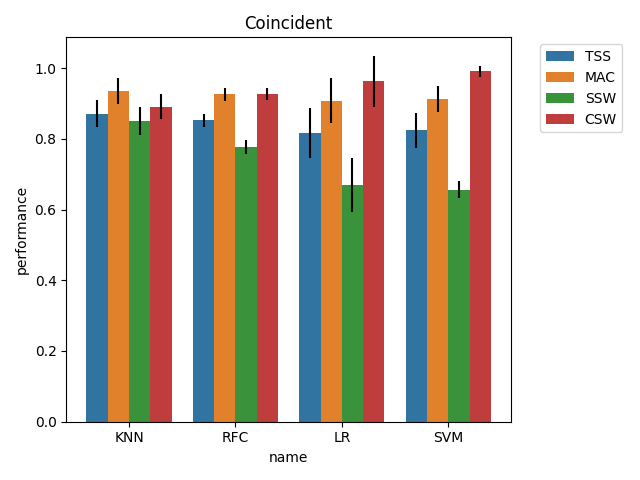 Coincident
TSS
MAC
SSW
CSW
performance
1.0
0.8
0.6
0.4
0.2
0.0
KNN RFC LR SVM
name